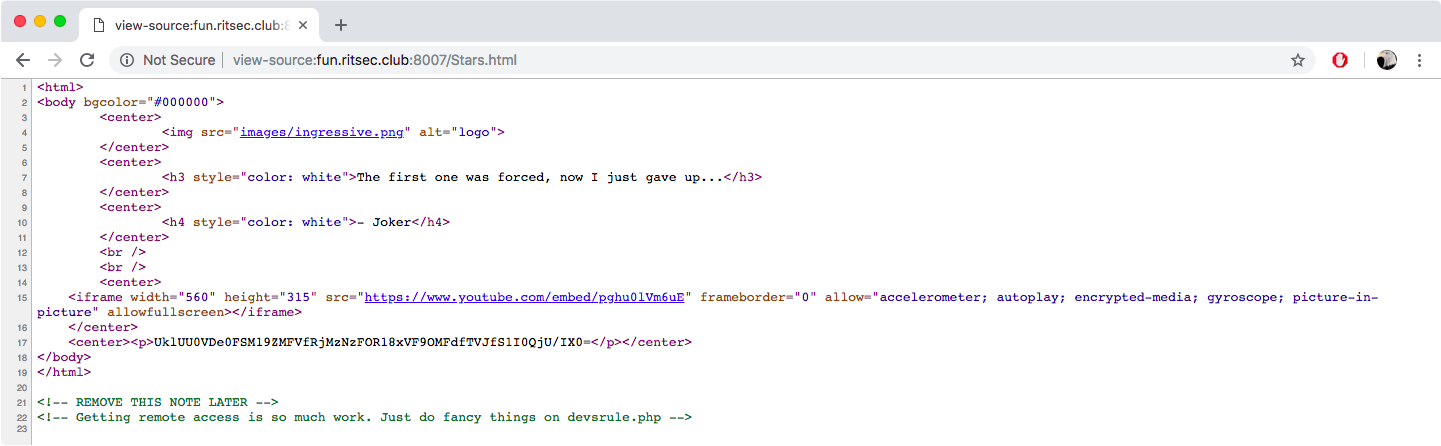 view-source:fun.ritsec.club:8
Not Secure view-source:fun.ritsec.club:8007/Stars.html
1 <html>
2 <body bgcolor="#000000">
3 <center>
4 <img src="images/ingressive.png" alt="logo">
5 </center>
6 <center>
7 <h3 style="color: white">The first one was forced, now I just gave up...</h3>
8 </center>
9 <center>
10 <h4 style="color: white">- Joker</h4>
11 </center>
12 <br />
13 <br />
14 <center>
15 <iframe width="560" height="315" src="https://www.youtube.com/embed/pghu0lVm6uE" frameborder="0" allow="accelerometer; autoplay; encrypted-media; gyroscope; picture-in-
picture" allowfullscreen></iframe>
16 </center>
17 <center><p>UklUU0VDe0FSM19ZMFVfRjMzNzFOR18xVF9OMFdfTVJfS1I0QjU/IX0=</p></center>
18 </body>
19 </html>
20
21 <!-- REMOVE THIS NOTE LATER -->
22 <!-- Getting remote access is so much work. Just do fancy things on devsrule.php -->
23